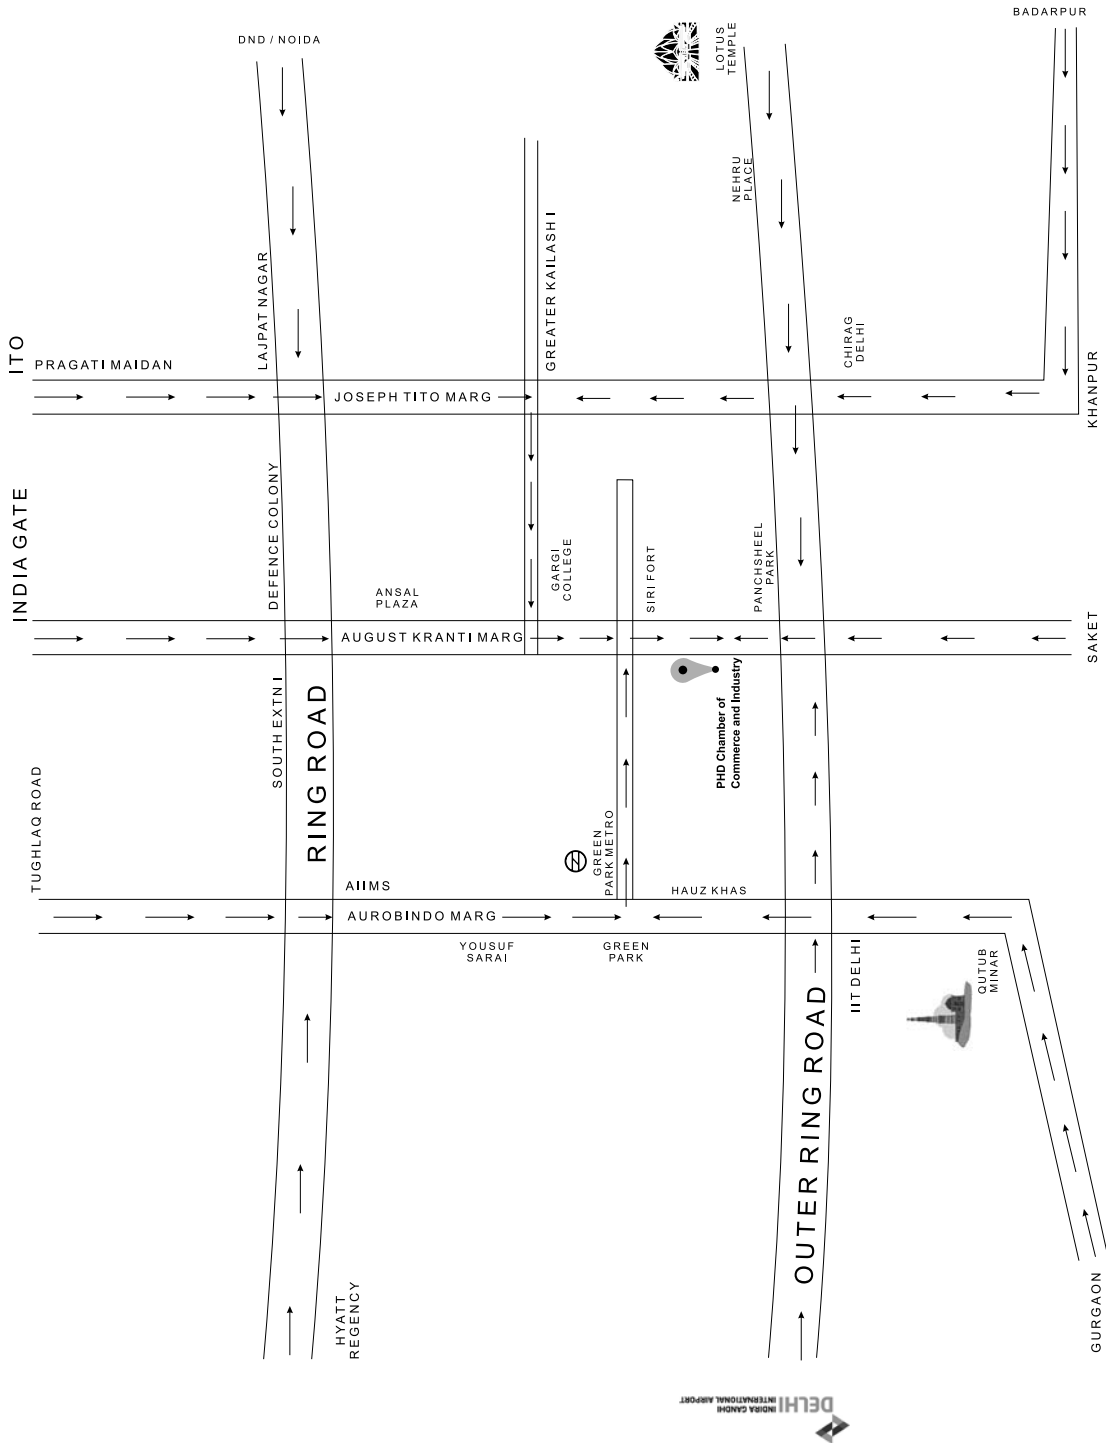 BADARPUR
LOTUS
TEMPLE
DND / NOIDA
NEHRU
PLACE
GREATER KAILASH I
LAJPAT NAGAR
CHIRAG
DELHI
ITO
PRAGATI MAIDAN
JOSEPH TITO MARG
KHANPUR
INDIA GATE
DEFENCE COLONY
ANSAL
PLAZA
GARGI
COLLEGE
SIRI FORT
PANCHSHEEL
PARK
AUGUST KRANTI MARG
SAKET
SOUTH EXTN I
RING ROAD
PHD Chamber of
Commerce and Industry
TUGHLAQ ROAD
GREEN
PARK METRO
AIIMS
HAUZ KHAS
AUROBINDO MARG
YOUSUF
SARAI
GREEN
PARK
IIT DELHI
QUTUB
MINAR
OUTER RING ROAD
HYATT
REGENCY
GURGAON
DELHI
INDIRA GANDHI
INTERNATIONAL AIRPORT